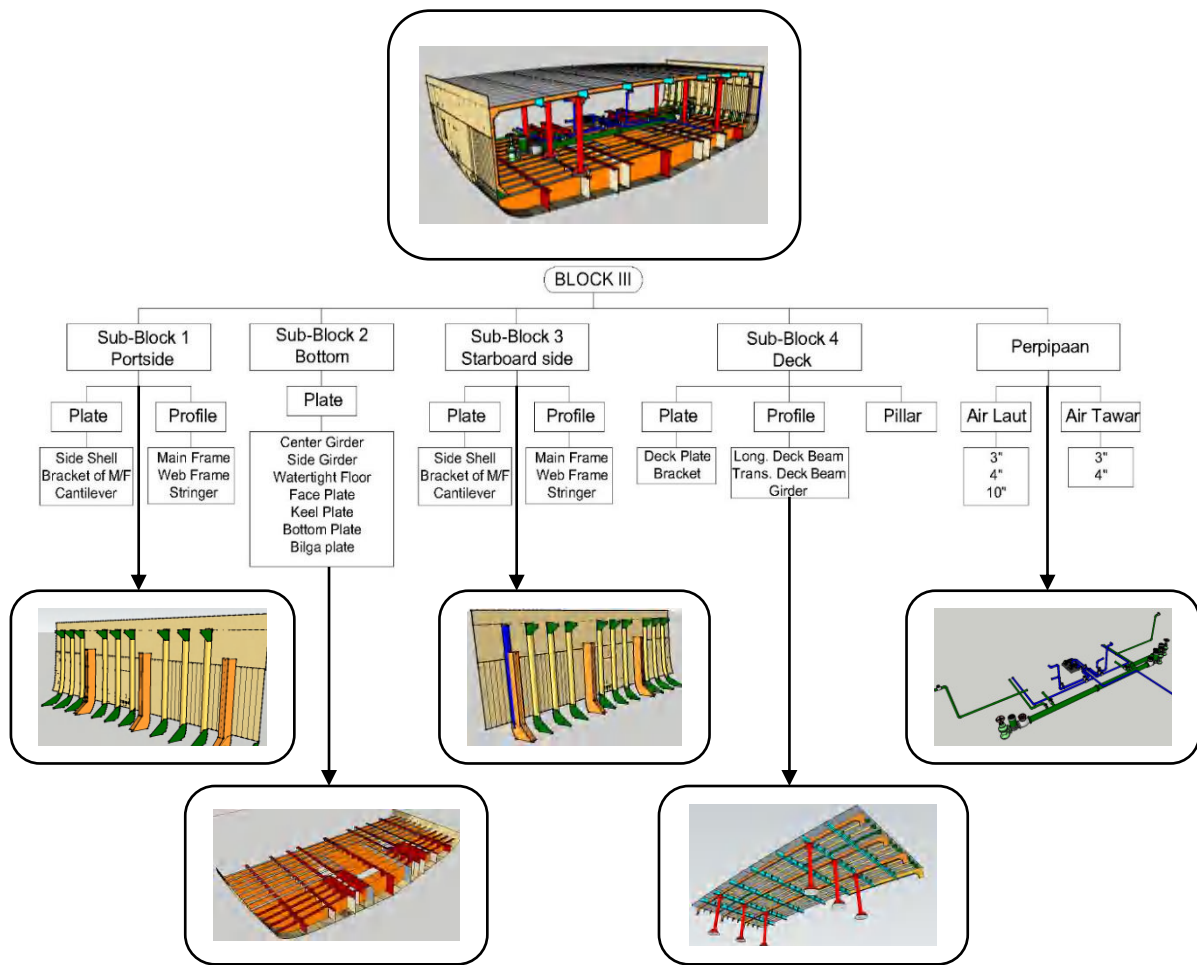 BLOCK III
Sub-Block 1
Portside
Sub-Block 2
Bottom
Sub-Block 3
Starboard side
Sub-Block 4
Deck
Perpipaan
Plate
Profile
Plate
Plate
Profile
Plate
Profile
Pillar
Air Laut
Air Tawar
Side Shell
Bracket of M/F
Cantilever
Main Frame
Web Frame
Stringer
Center Girder
Side Girder
Watertight Floor
Face Plate
Keel Plate
Bottom Plate
Bilga plate
Side Shell
Bracket of M/F
Cantilever
Main Frame
Web Frame
Stringer
Deck Plate
Bracket
Long. Deck Beam
Trans. Deck Beam
Girder
3"
4"
10"
3"
4"